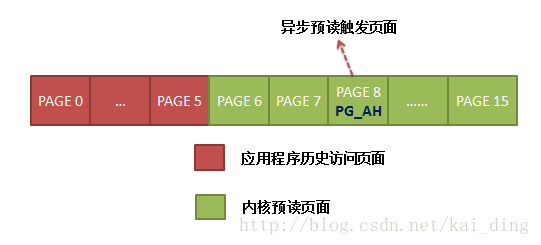 异步预读触发页面
PAGE 0
...
PAGE 5
PAGE 6
PAGE 7
PAGE 8
PG_AH
......
PAGE 15
应用程序历史访问页面
内核预读页面
http://blog.csdn.net/kai_ding